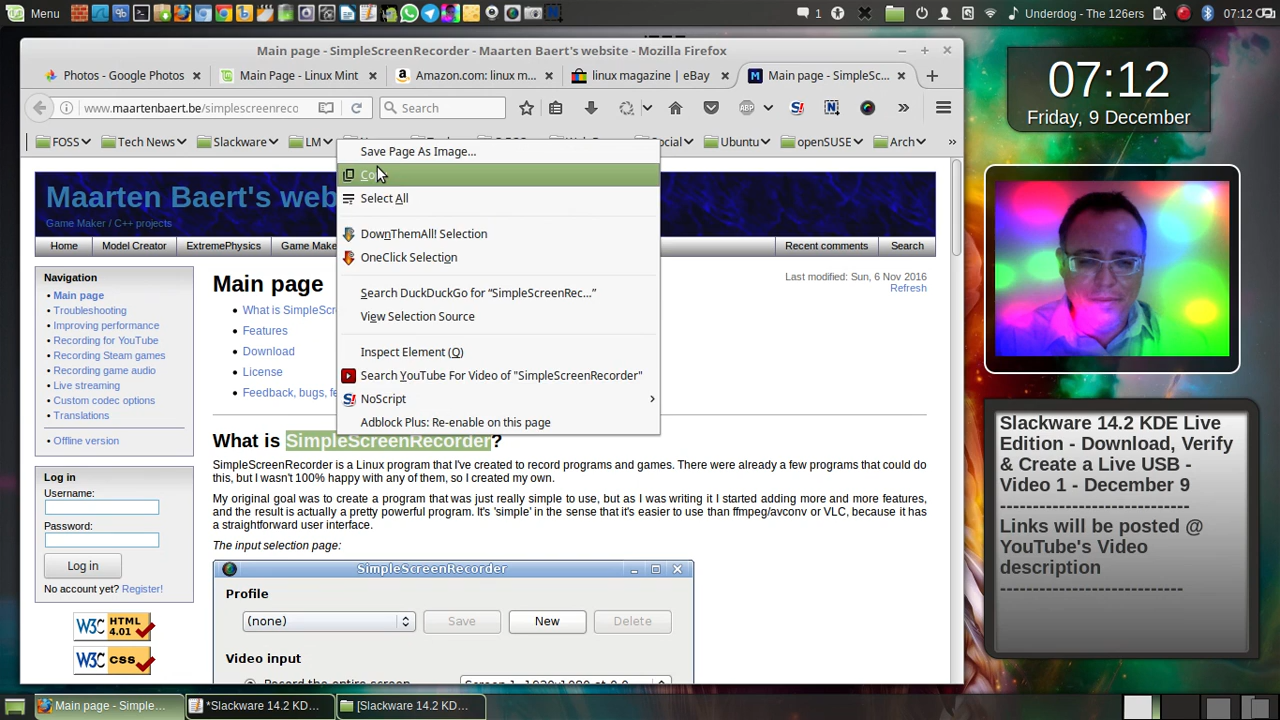 Menu
1
Underdog - The 126ers
07:12
Main page - SimpleScreenRecorder - Maarten Baert's website - Mozilla Firefox
Photos - Google Photos
Main Page - Linux Mint
Amazon.com: linux m...
linux magazine | eBay
Main page - SimpleSc...
www.maartenbaert.be/simplescreenreco
Search
ABP
FOSS
Tech News
Slackware
LM
Social
Ubuntu
openSUSE
Arch
Save Page As Image...
Select All
DownThemAll! Selection
OneClick Selection
Search DuckDuckGo for “SimpleScreenRec...”
View Selection Source
Inspect Element (Q)
Search YouTube For Video of "SimpleScreenRecorder"
NoScript
Adblock Plus: Re-enable on this page
Maarten Baert's
Game Maker / C++ projects
Home
Model Creator
ExtremePhysics
Game Make
Recent comments
Search
Navigation
• Main page
• Troubleshooting
• Improving performance
• Recording for YouTube
• Recording Steam games
• Recording game audio
• Live streaming
• Custom codec options
• Translations
• Offline version
Log in
Username:
Password:
Log in
No account yet? Register!
W3C HTML 4.01
W3C css
Main page
Last modified: Sun, 6 Nov 2016
Refresh
• What is SimpleScre
• Features
• Download
• License
• Feedback, bugs, fe
What is SimpleScreenRecorder?
SimpleScreenRecorder is a Linux program that I've created to record programs and games. There were already a few programs that could do
this, but I wasn't 100% happy with any of them, so I created my own.
My original goal was to create a program that was just really simple to use, but as I was writing it I started adding more and more features,
and the result is actually a pretty powerful program. It's 'simple' in the sense that it's easier to use than ffmpeg/avconv or VLC, because it has
a straightforward user interface.
The input selection page:
SimpleScreenRecorder
Profile
(none)
Save
New
Delete
Video input
07:12
Friday, 9 December
Slackware 14.2 KDE Live
Edition - Download, Verify
& Create a Live USB -
Video 1 - December 9
----------------------------
Links will be posted @
YouTube's Video
description
---------------------------
Main page - Simple...
*Slackware 14.2 KD...
[Slackware 14.2 KD...